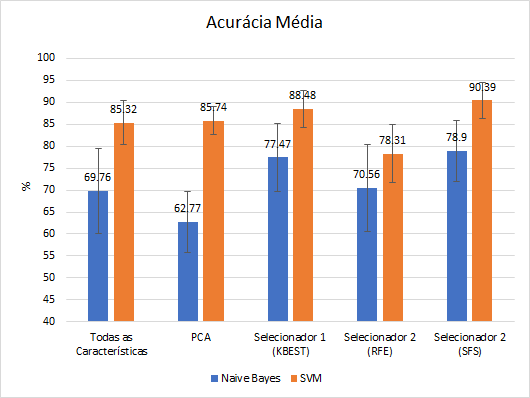 Acurácia Média
100
95
90
85
80
75
70
65
60
55
50
45
40
%
69.76
85.32
62.77
85.74
77.47
88.48
70.56
78.31
78.9
90.39
Todas as
Características
PCA
Selecionador 1
(KBEST)
Selecionador 2
(RFE)
Selecionador 2
(SFS)
Naive Bayes
SVM